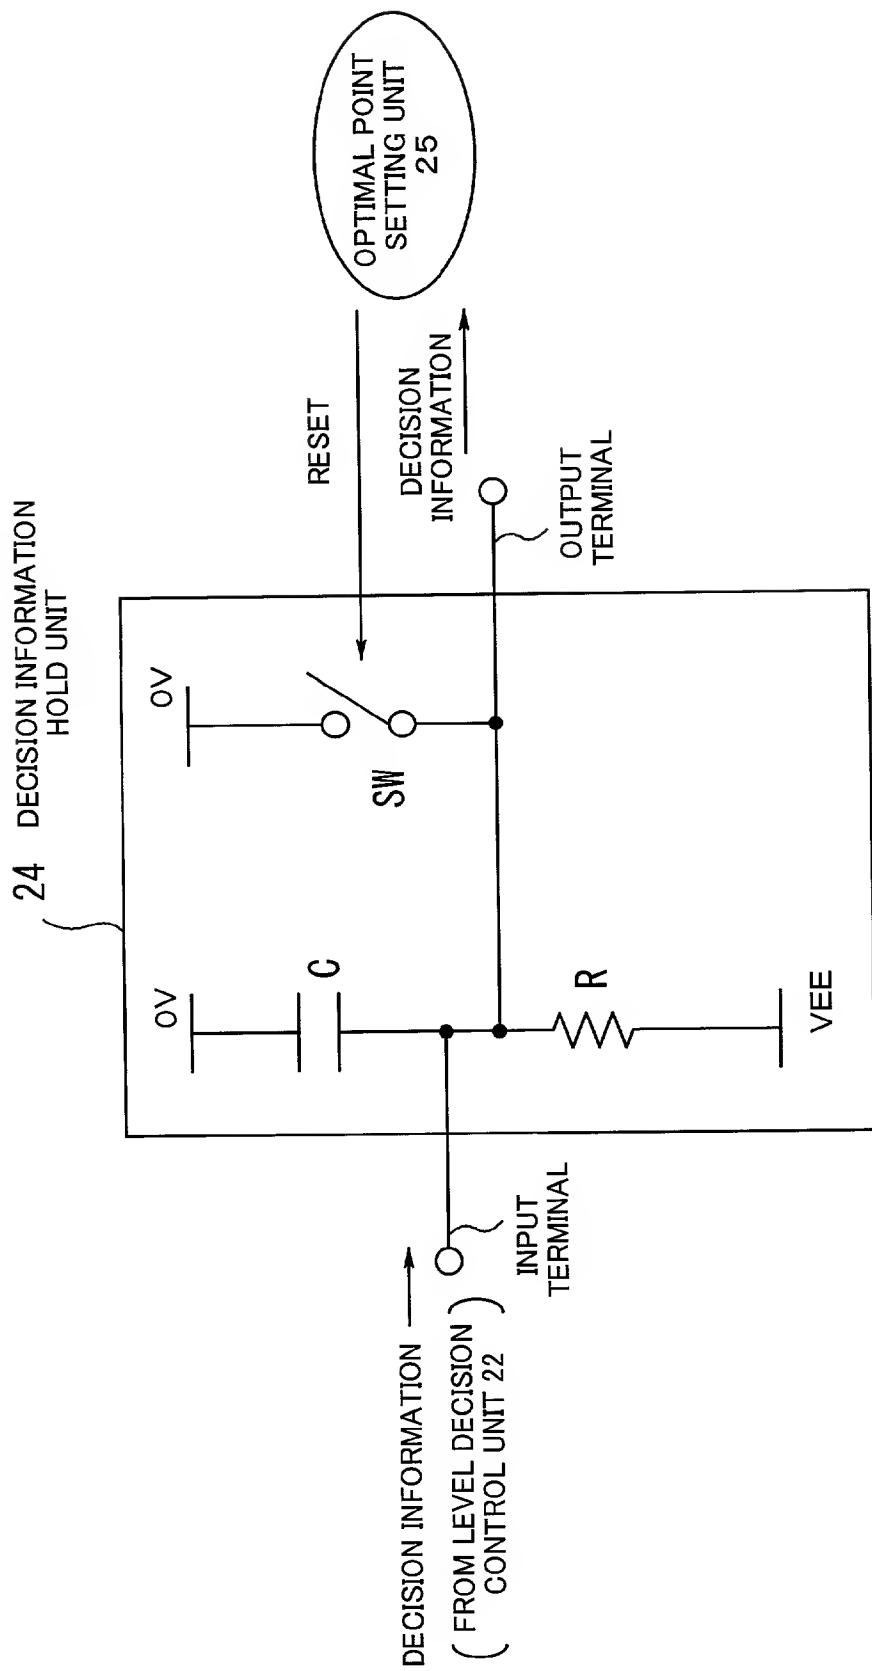 24 DECISION INFORMATION
HOLD UNIT
0V
C
0V
SW
R
VEE
RESET
OPTIMAL POINT
SETTING UNIT
25
DECISION
INFORMATION
OUTPUT
TERMINAL
DECISION INFORMATION
(FROM LEVEL DECISION
CONTROL UNIT 22)
INPUT
TERMINAL